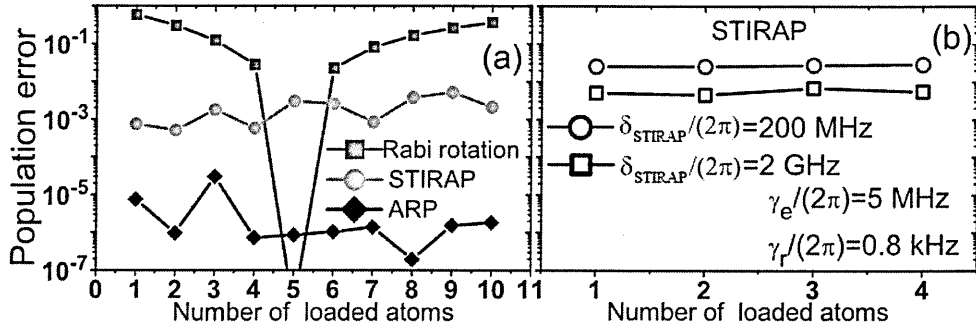 Population error
10⁻¹
10⁻³
10⁻⁵
10⁻⁷
(a)
Rabi rotation
STIRAP
ARP
0 1 2 3 4 5 6 7 8 9 10 11
Number of loaded atoms
STIRAP
(b)
δ_STIRAP/(2π)=200 MHz
δ_STIRAP/(2π)=2 GHz
γ_e/(2π)=5 MHz
γ_r/(2π)=0.8 kHz
1 2 3 4
Number of loaded atoms